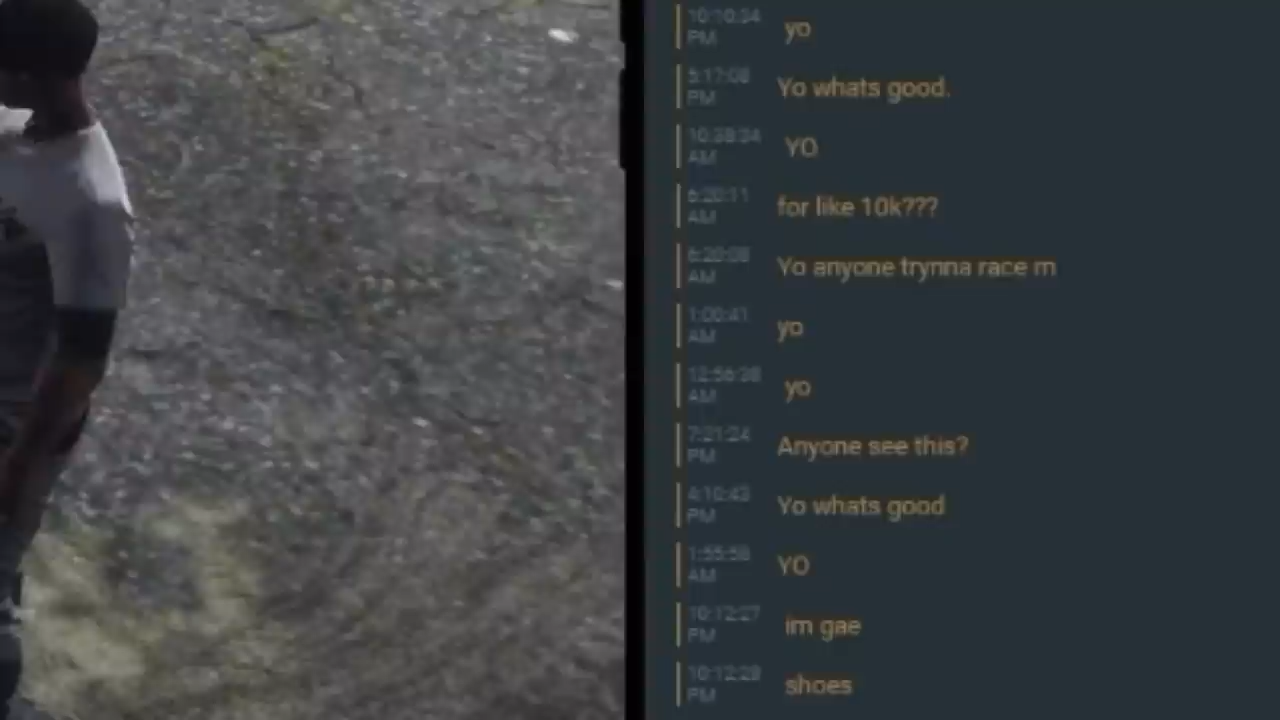 10:10:34
PM
yo
5:17:08
PM
Yo whats good.
10:38:34
AM
YO
6:20:11
AM
for like 10k???
6:20:08
AM
Yo anyone trynna race rn
1:00:41
AM
yo
12:56:38
AM
yo
7:21:24
PM
Anyone see this?
4:10:43
PM
Yo whats good
1:55:58
AM
YO
10:12:27
PM
im gae
10:12:29
PM
shoes